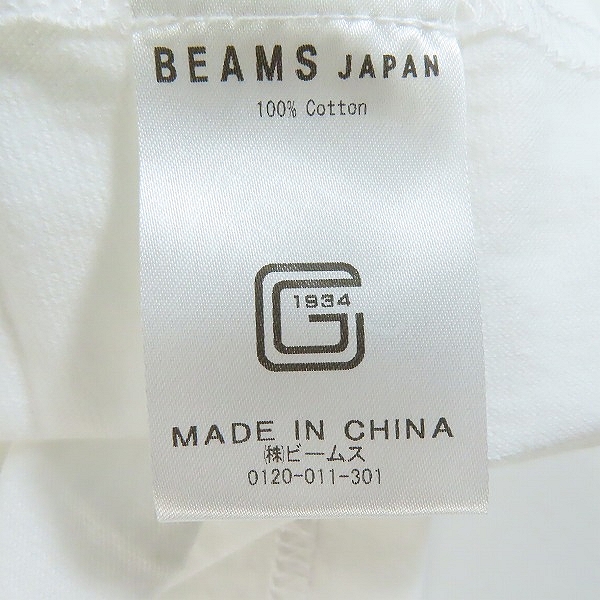 BEAMS JAPAN
100% Cotton
G 1934
MADE IN CHINA
㈱ビームス
0120-011-301